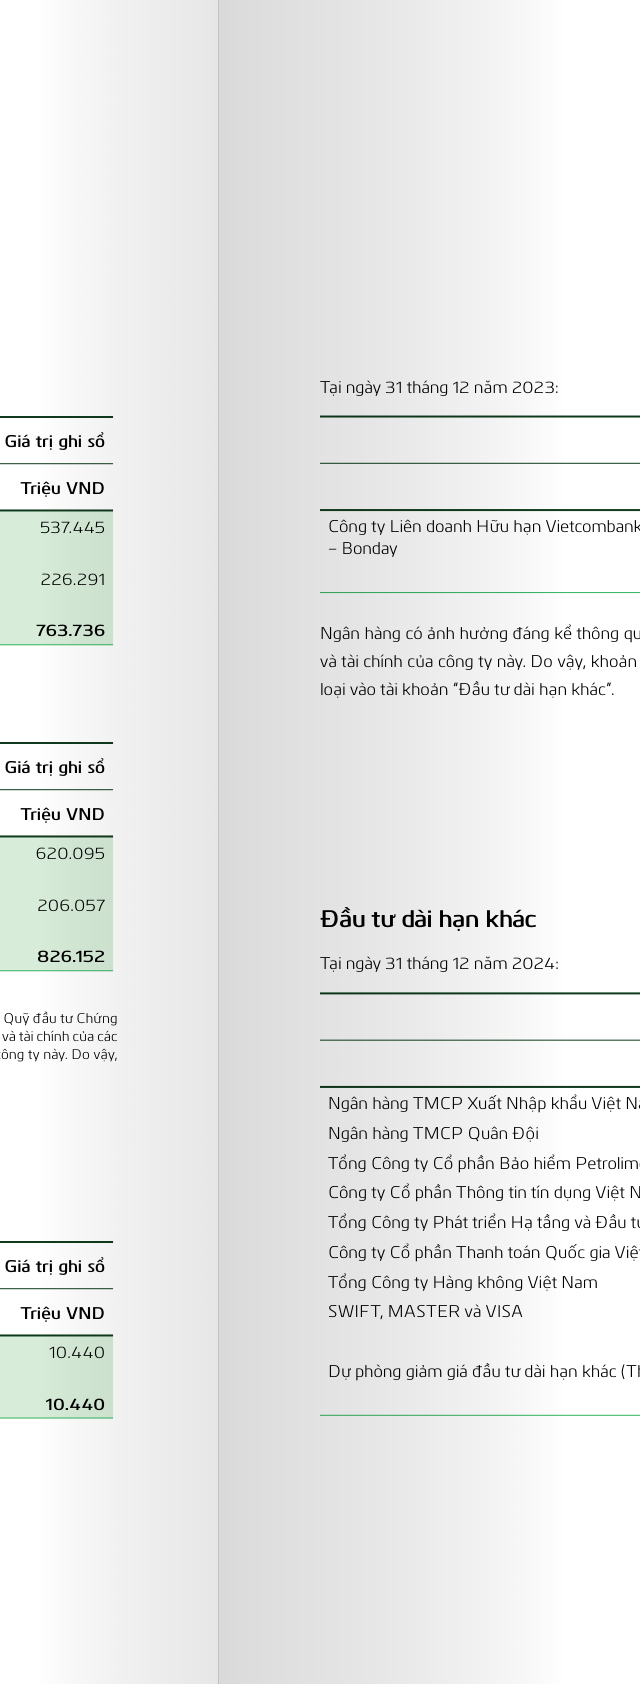 Giá trị ghi sổ
Triệu VND
537.445
226.291
763.736
Giá trị ghi sổ
Triệu VND
620.095
206.057
826.152
Quỹ đầu tư Chứng
và tài chính của các
công ty này. Do vậy,
Giá trị ghi sổ
Triệu VND
10.440
10.440
Tại ngày 31 tháng 12 năm 2023:
Công ty Liên doanh Hữu hạn Vietcombank
– Bonday
Ngân hàng có ảnh hưởng đáng kể thông
và tài chính của công ty này. Do vậy, khoản
loại vào tài khoản “Đầu tư dài hạn khác”.
Đầu tư dài hạn khác
Tại ngày 31 tháng 12 năm 2024:
Ngân hàng TMCP Xuất Nhập khẩu Việt
Ngân hàng TMCP Quân Đội
Tổng Công ty Cổ phần Bảo hiểm
Công ty Cổ phần Thông tin tín dụng Việt
Tổng Công ty Phát triển Hạ tầng và Đầu
Công ty Cổ phần Thanh toán Quốc gia
Tổng Công ty Hàng không Việt Nam
SWIFT, MASTER và VISA
Dự phòng giảm giá đầu tư dài hạn khác